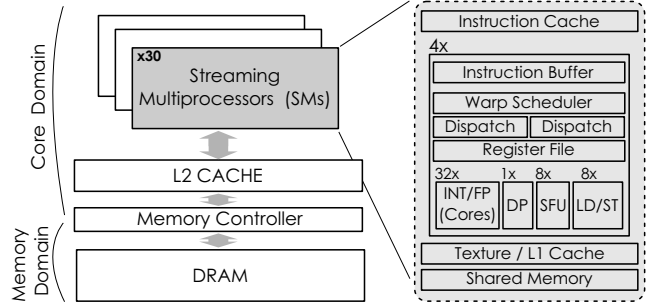 Core Domain
Memory
Domain
x30
Streaming
Multiprocessors (SMs)
L2 CACHE
Memory Controller
DRAM
Instruction Cache
4x
Instruction Buffer
Warp Scheduler
Dispatch Dispatch
Register File
32x 1x 8x 8x
INT/FP
(Cores) DP SFU LD/ST
Texture / L1 Cache
Shared Memory